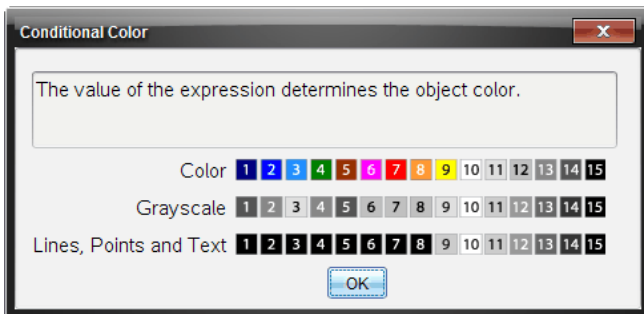 Conditional Color
The value of the expression determines the object color.
Color 1 2 3 4 5 6 7 8 9 10 11 12 13 14 15
Grayscale 1 2 3 4 5 6 7 8 9 10 11 12 13 14 15
Lines, Points and Text 1 2 3 4 5 6 7 8 9 10 11 12 13 14 15
OK